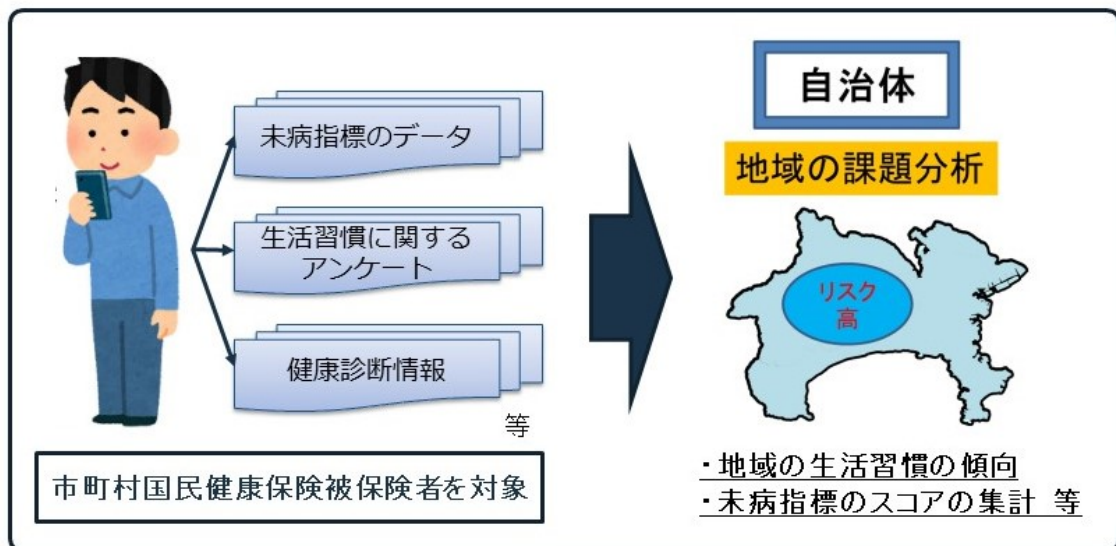 未病指標のデータ
生活習慣に関する
アンケート
健康診断情報
等
市町村国民健康保険被保険者を対象
自治体
地域の課題分析
リスク
高
・地域の生活習慣の傾向
・未病指標のスコアの集計 等